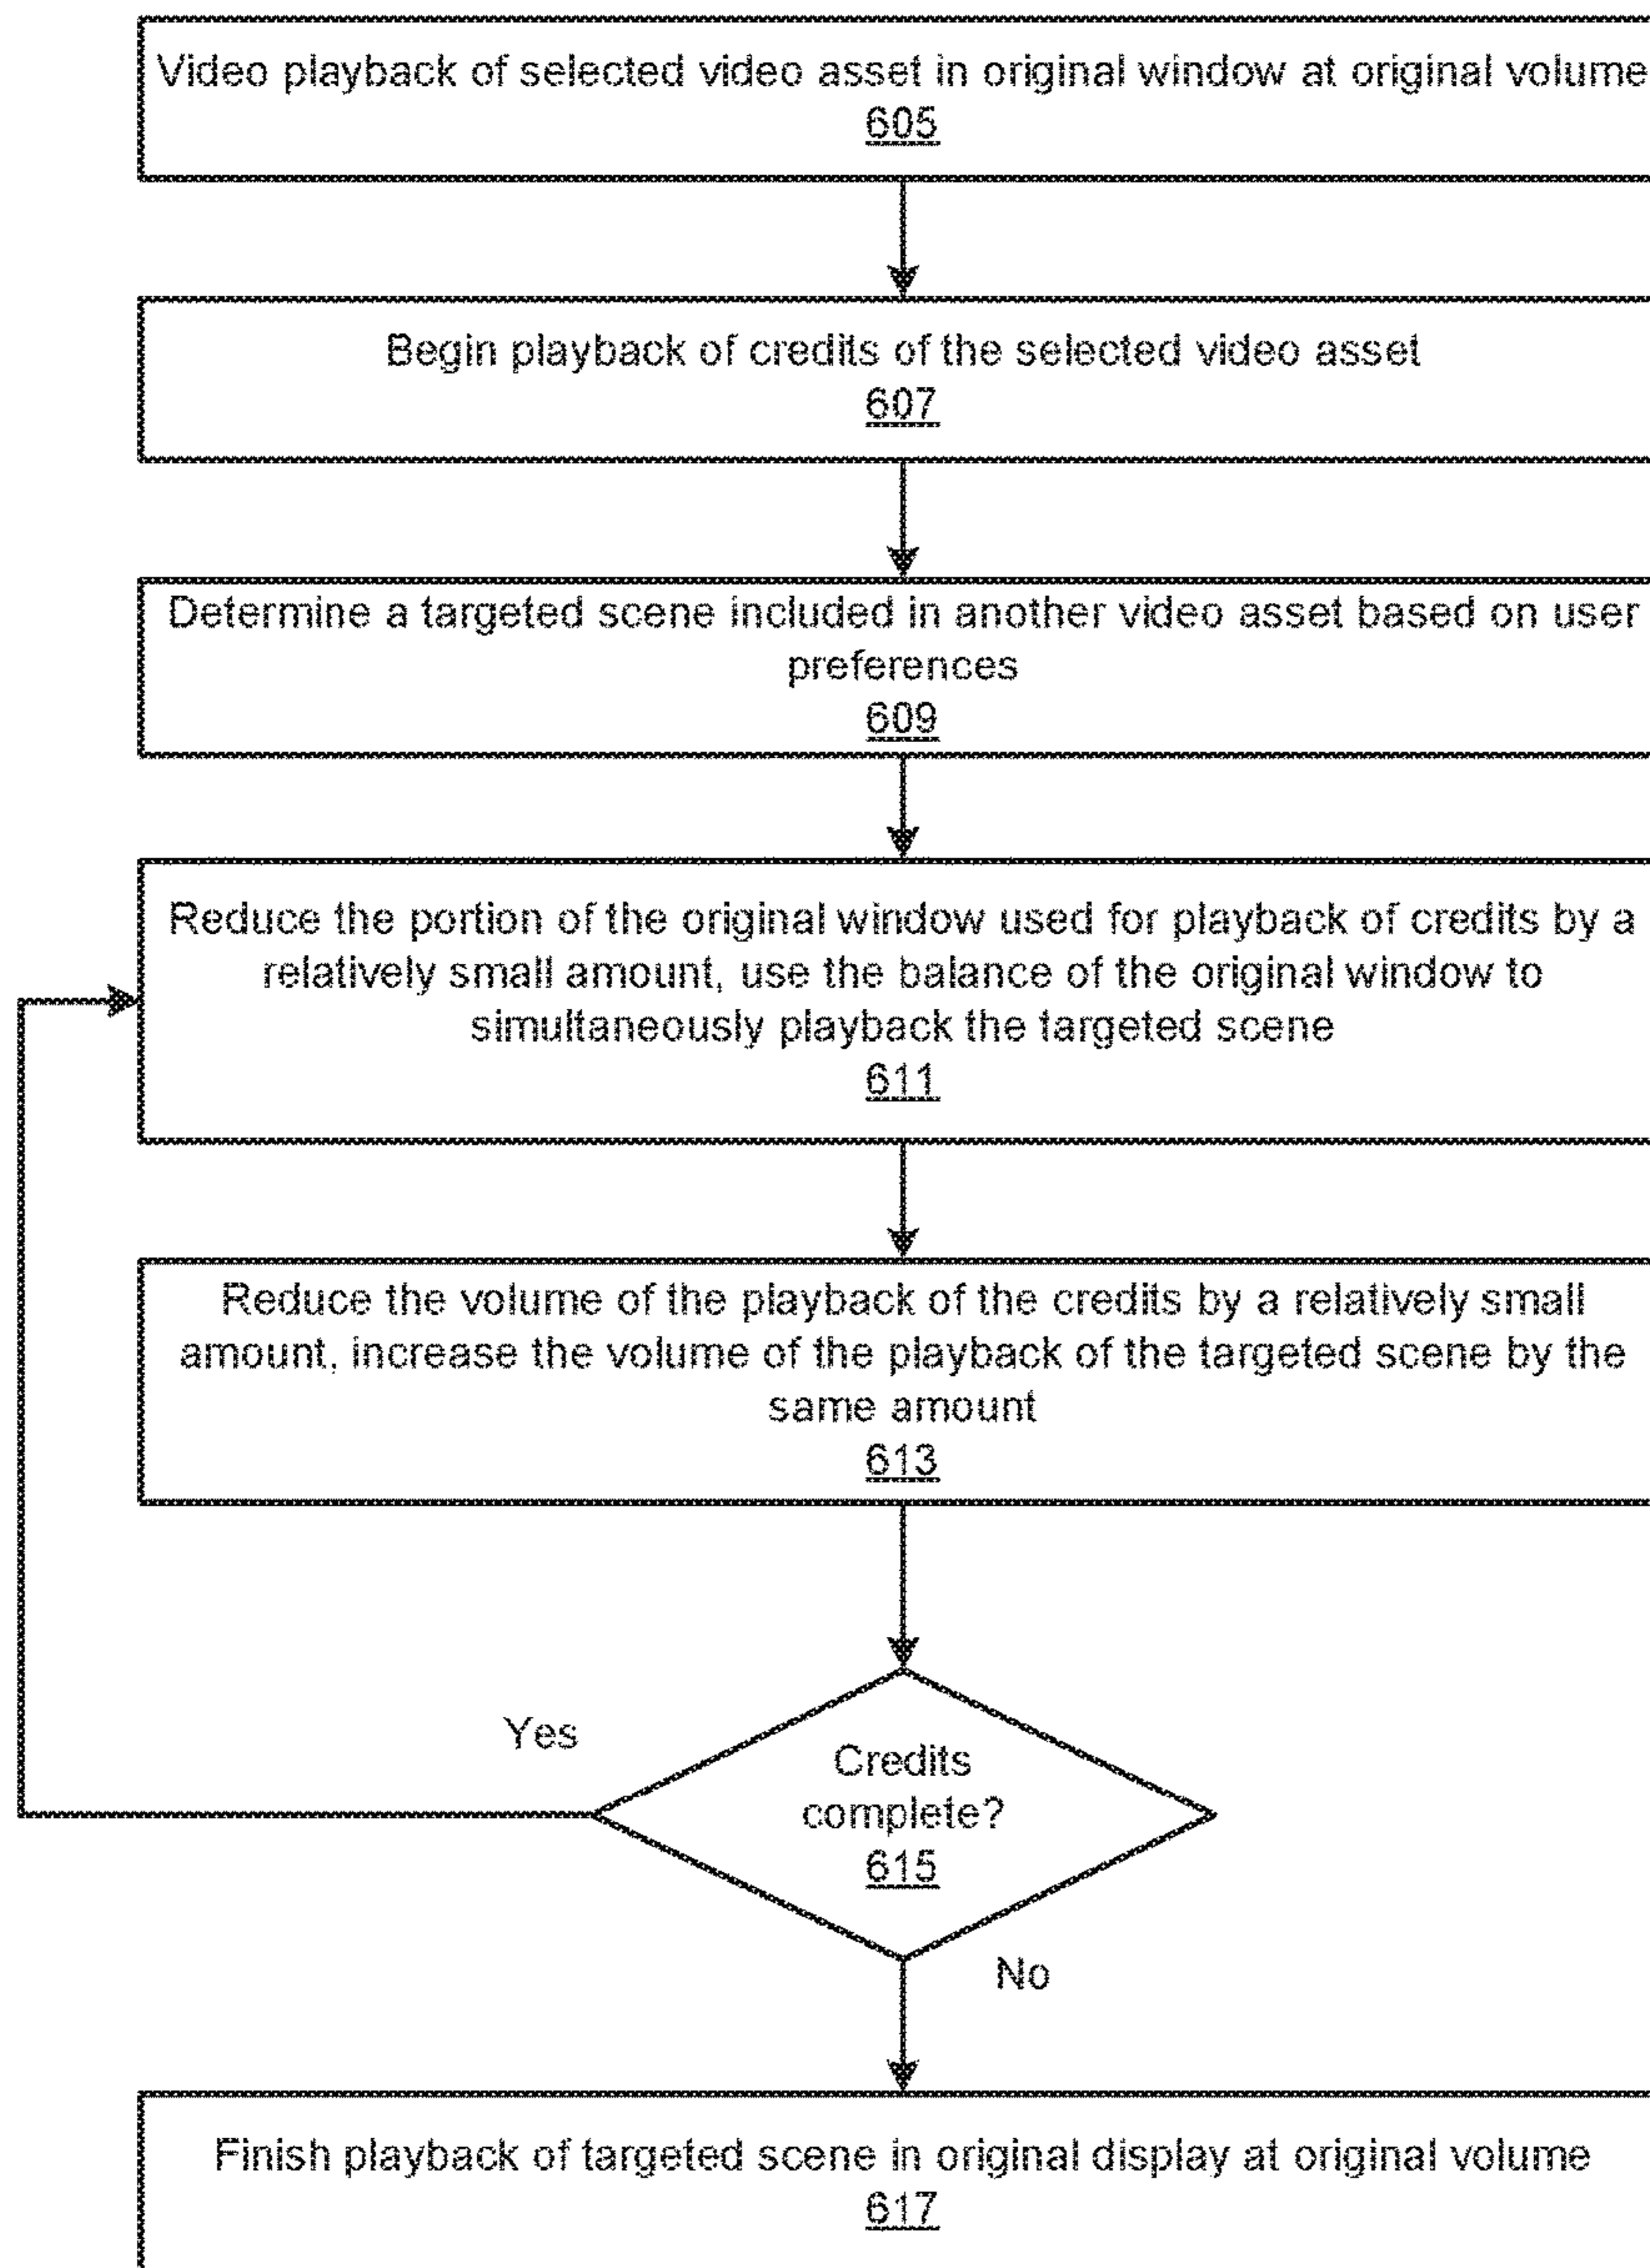 Video playback of selected video asset in original window at original volume
605
Begin playback of credits of the selected video asset
607
Determine a targeted scene included in another video asset based on user
preferences
609
Reduce the portion of the original window used for playback of credits by a
relatively small amount, use the balance of the original window to
simultaneously playback the targeted scene
611
Reduce the volume of the playback of the credits by a relatively small
amount, increase the volume of the playback of the targeted scene by the
same amount
613
Yes
Credits
complete?
615
No
Finish playback of targeted scene in original display at original volume
617